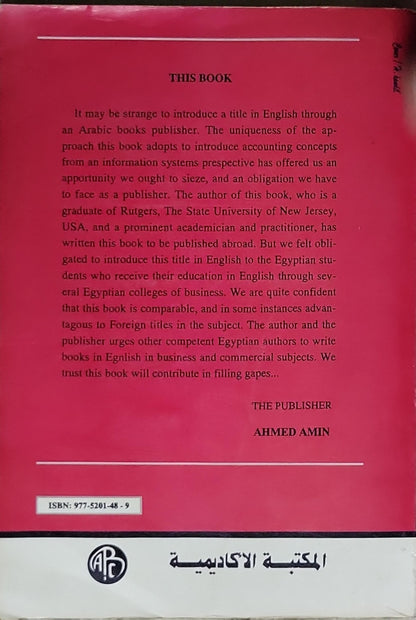 THIS BOOK
It may be strange to introduce a title in English through
an Arabic books publisher. The uniqueness of the ap-
proach this book adopts to introduce accounting concepts
from an information systems prespective has offered us an
apportunity we ought to sieze, and an obligation we have
to face as a publisher. The author of this book, who is a
graduate of Rutgers, The State University of New Jersey,
USA, and a prominent academician and practitioner, has
written this book to be published abroad. But we felt obli-
gated to introduce this title in English to the Egyptian stu-
dents who receive their education in English through sev-
eral Egyptian colleges of business. We are quite confident
that this book is comparable, and in some instances advan-
tagous to Foreign titles in the subject. The author and the
publisher urges other competent Egyptian authors to write
books in Egnlish in business and commercial subjects. We
trust this book will contribute in filling gapes...
THE PUBLISHER
AHMED AMIN
ISBN: 977-5201-48 - 9
المكتبة الاكاديمية